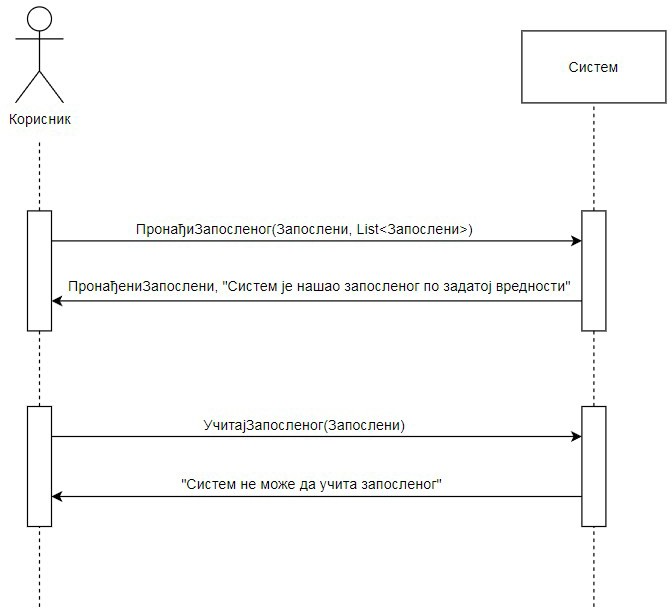 Корисник
Систем
ПронађиЗапосленог(Запослени, List<Запослени>)
ПронађениЗапослени, "Систем је нашао запосленог по задатој вредности"
УчитајЗапосленог(Запослени)
"Систем не може да учита запосленог"